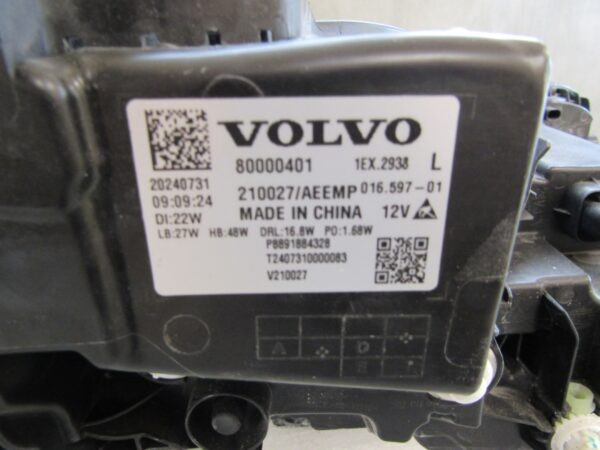 VOLVO
80000401 1EX.2938 L
20240731 210027/AEEMP 016.597-01
09:09:24 MADE IN CHINA 12V
DI:22W
LB:27W HB:48W DRL:16.8W PO:1.68W
P8891884328
T2407310000083
V210027
A D